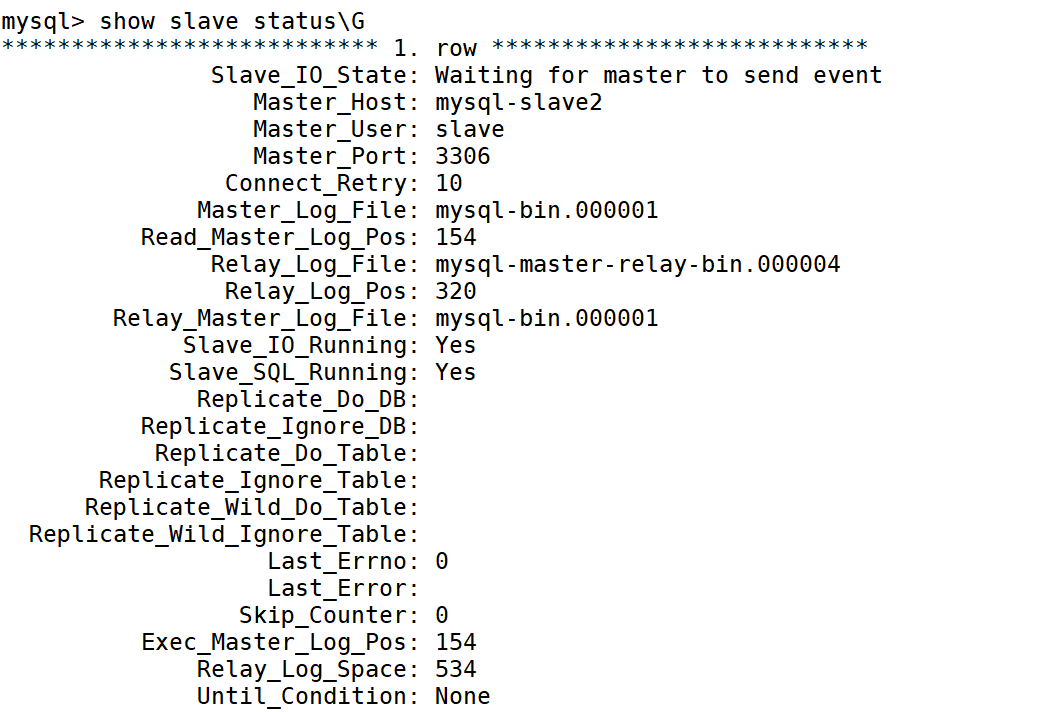 mysql> show slave status\G
*************************** 1. row ***************************
Slave_IO_State: Waiting for master to send event
Master_Host: mysql-slave2
Master_User: slave
Master_Port: 3306
Connect_Retry: 10
Master_Log_File: mysql-bin.000001
Read_Master_Log_Pos: 154
Relay_Log_File: mysql-master-relay-bin.000004
Relay_Log_Pos: 320
Relay_Master_Log_File: mysql-bin.000001
Slave_IO_Running: Yes
Slave_SQL_Running: Yes
Replicate_Do_DB:
Replicate_Ignore_DB:
Replicate_Do_Table:
Replicate_Ignore_Table:
Replicate_Wild_Do_Table:
Replicate_Wild_Ignore_Table:
Last_Errno: 0
Last_Error:
Skip_Counter: 0
Exec_Master_Log_Pos: 154
Relay_Log_Space: 534
Until_Condition: None